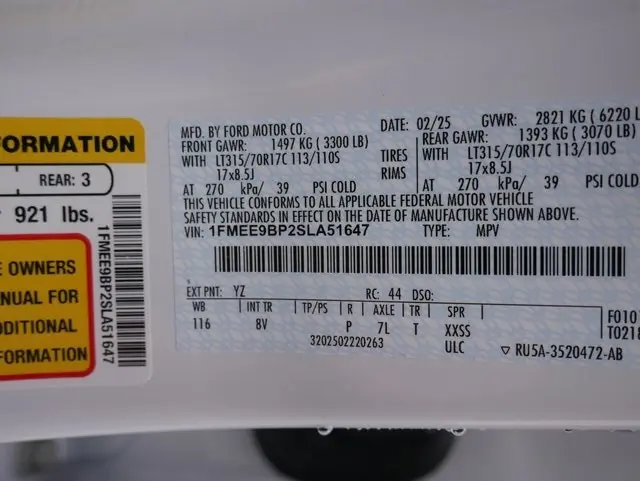 FORMATION
REAR: 3
921 lbs.
E OWNERS
NUAL FOR
DDITIONAL
FORMATION
1FMEE9BP2SLA51647
MFD. BY FORD MOTOR CO. DATE: 02/25 GVWR: 2821 KG ( 6220 L
FRONT GAWR: 1497 KG ( 3300 LB) REAR GAWR: 1393 KG ( 3070 LB)
WITH LT315/70R17C 113/110S TIRES WITH LT315/70R17C 113/110S
17x8.5J RIMS 17x8.5J
AT 270 kPa/ 39 PSI COLD AT 270 kPa/ 39 PSI COLD
THIS VEHICLE CONFORMS TO ALL APPLICABLE FEDERAL MOTOR VEHICLE
SAFETY STANDARDS IN EFFECT ON THE DATE OF MANUFACTURE SHOWN ABOVE.
VIN: 1FMEE9BP2SLA51647 TYPE: MPV
EXT PNT: YZ RC: 44 DSO:
WB INT TR TP/PS R AXLE TR SPR
116 8V P 7L T XXSS
3202502220263 ULC
F010
T0218
▽ RU5A-3520472-AB